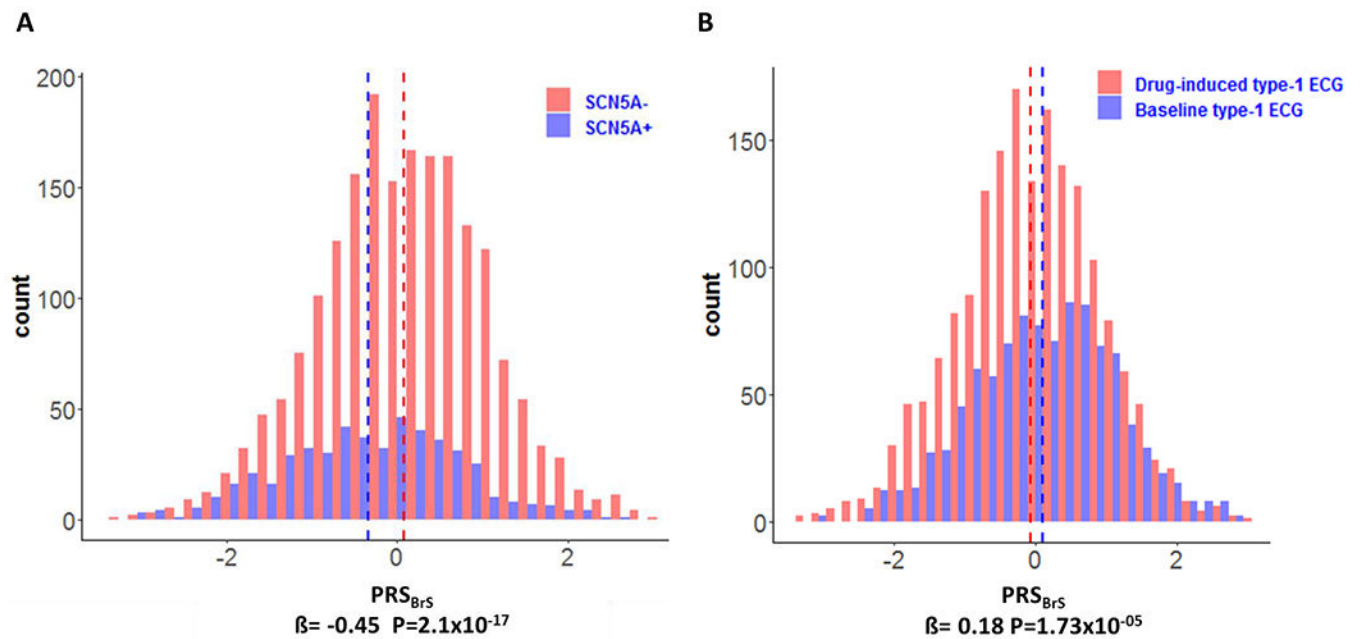 A
200
150
100
50
0
count
SCN5A-
SCN5A+
-2
0
2
PRS_BrS
ß= -0.45 P=2.1x10^-17
B
150
100
50
0
count
Drug-induced type-1 ECG
Baseline type-1 ECG
-2
0
2
PRS_BrS
ß= 0.18 P=1.73x10^-05